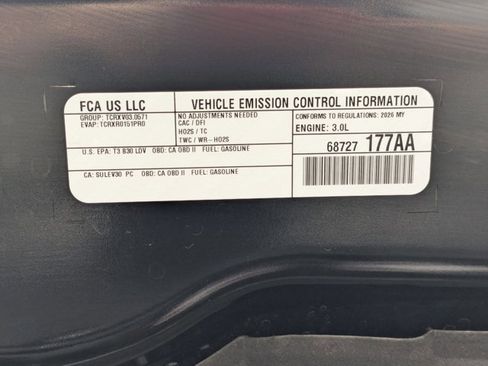 FCA US LLC
VEHICLE EMISSION CONTROL INFORMATION
GROUP: TCRXV03.0571
EVAP: TCRXR0151PR0
NO ADJUSTMENTS NEEDED
CAC / DFI
HO2S / TC
TWC / WR-HO2S
CONFORMS TO REGULATIONS: 2026 MY
ENGINE: 3.0L
U.S. EPA: T3 B30 LDV OBD: CA OBD II FUEL: GASOLINE
68727 177AA
CA: SULEV30 PC OBD: CA OBD II FUEL: GASOLINE